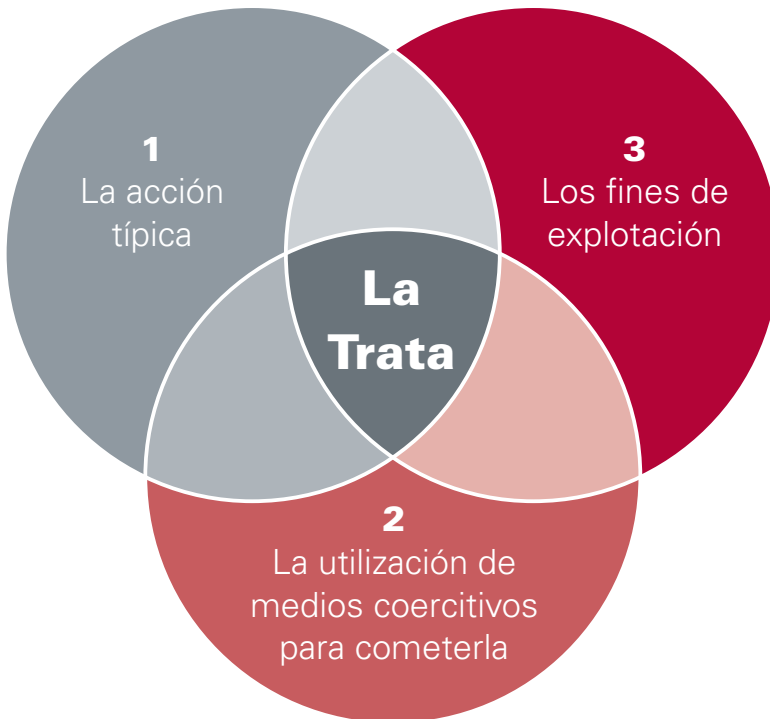 1
La acción
típica
3
Los fines de
explotación
La
Trata
2
La utilización de
medios coercitivos
para cometerla